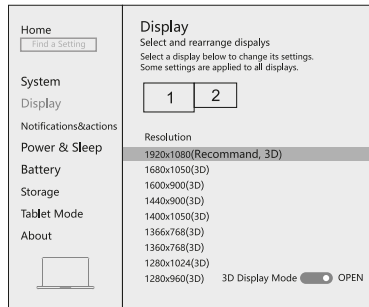 Home
Find a Setting
System
Display
Notifications&actions
Power & Sleep
Battery
Storage
Tablet Mode
About
Display
Select and rearrange dispalys
Select a display below to change its settings.
Some settings are applied to all displays.
1
2
Resolution
1920x1080(Recommand, 3D)
1680x1050(3D)
1600x900(3D)
1440x900(3D)
1400x1050(3D)
1366x768(3D)
1360x768(3D)
1280x1024(3D)
1280x960(3D) 3D Display Mode OPEN